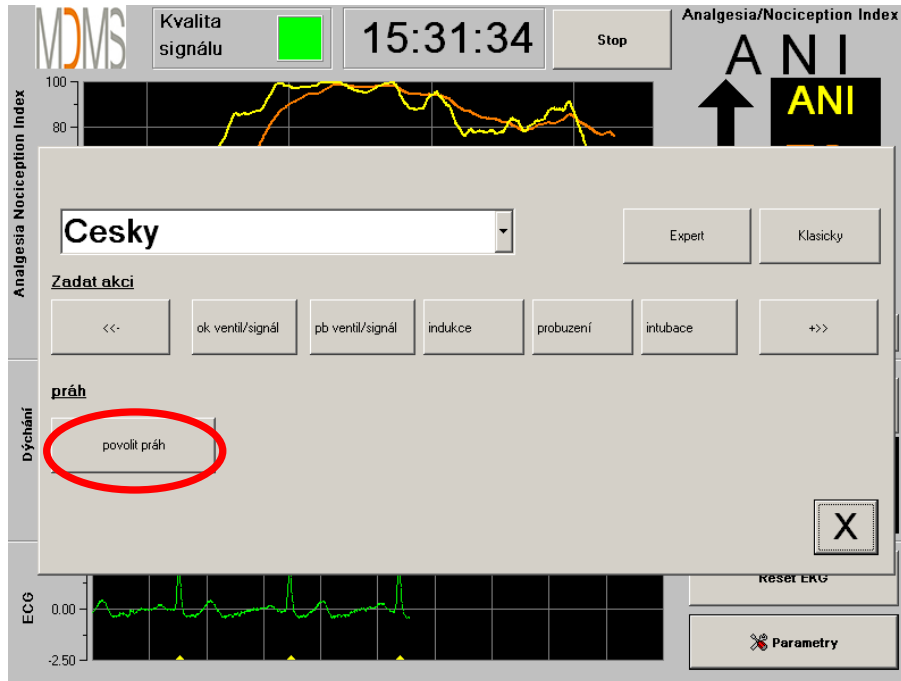 MDMS
Kvalita
signálu
15:31:34
Stop
Analgesia/Nociception Index
A N I
ANI
Analgesia Nociception Index
100
80
Cesky
Expert
Klasicky
Zadat akci
<<-
ok ventil/signál
pb ventil/signál
indukce
probuzení
intubace
+>>
práh
povolit práh
X
Dýchání
ECG
0.00
-2.50
Reset EKG
Parametry